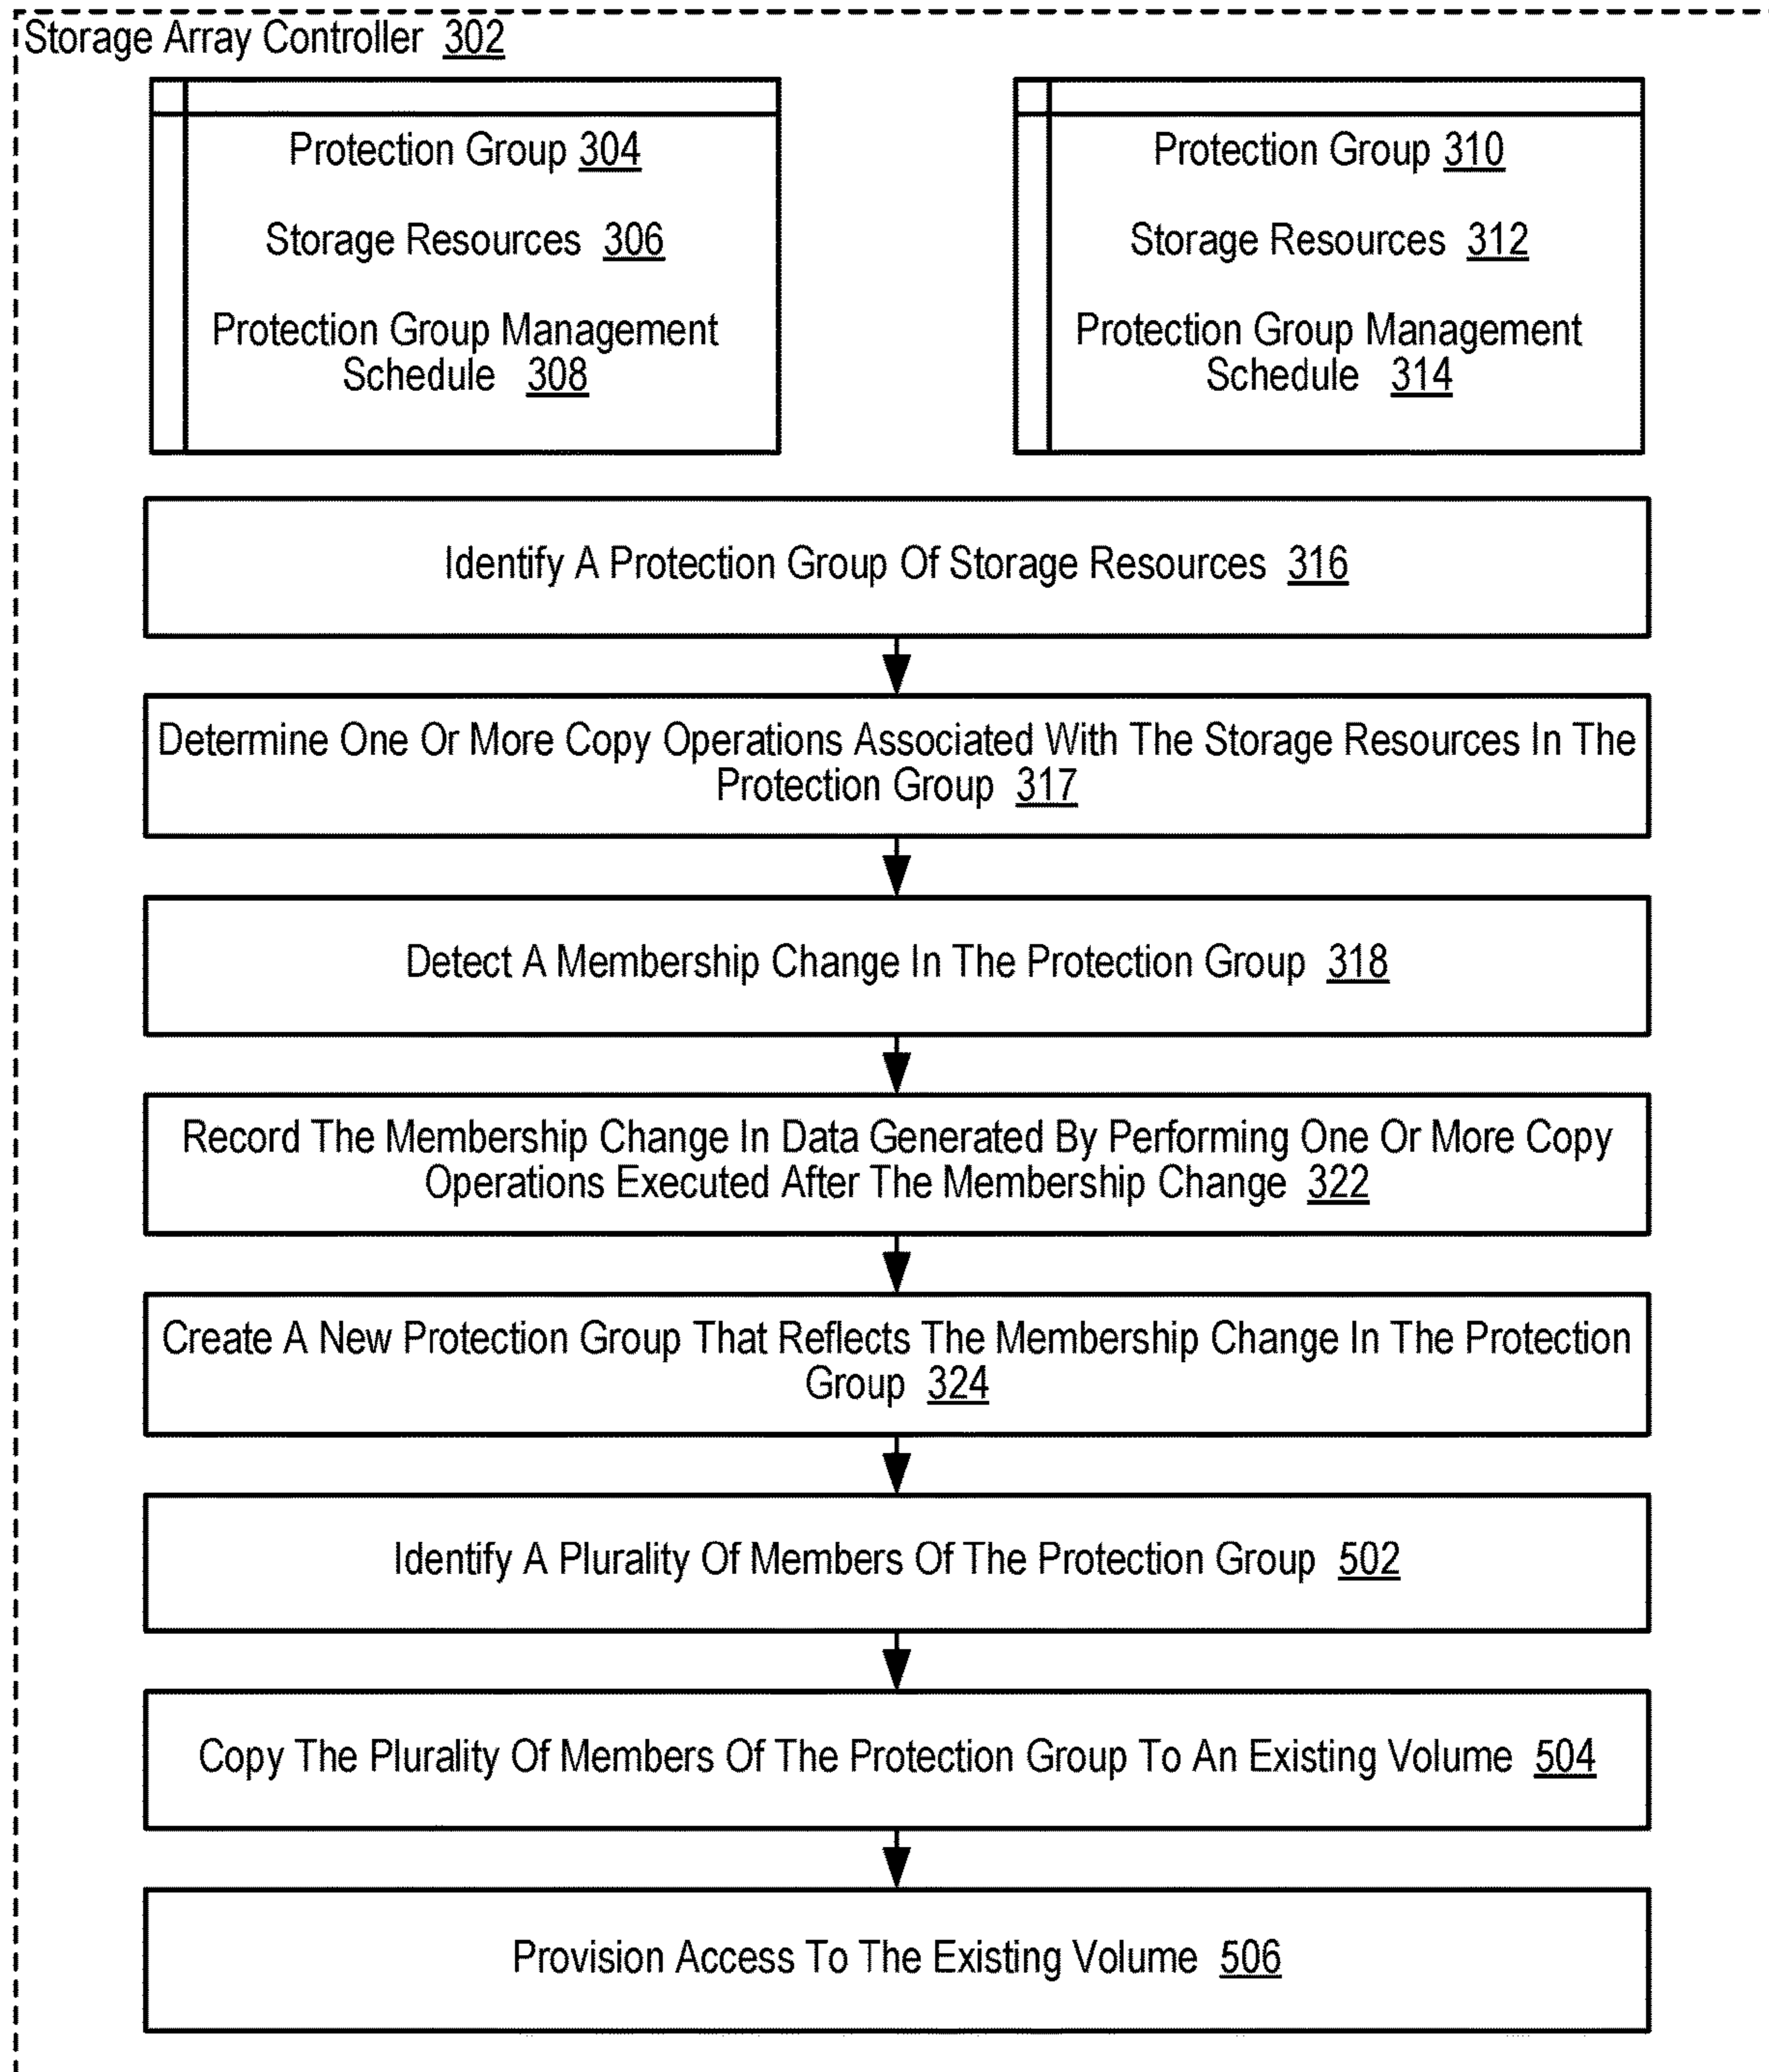 Storage Array Controller 302
Protection Group 304
Storage Resources 306
Protection Group Management
Schedule 308
Protection Group 310
Storage Resources 312
Protection Group Management
Schedule 314
Identify A Protection Group Of Storage Resources 316
Determine One Or More Copy Operations Associated With The Storage Resources In The
Protection Group 317
Detect A Membership Change In The Protection Group 318
Record The Membership Change In Data Generated By Performing One Or More Copy
Operations Executed After The Membership Change 322
Create A New Protection Group That Reflects The Membership Change In The Protection
Group 324
Identify A Plurality Of Members Of The Protection Group 502
Copy The Plurality Of Members Of The Protection Group To An Existing Volume 504
Provision Access To The Existing Volume 506